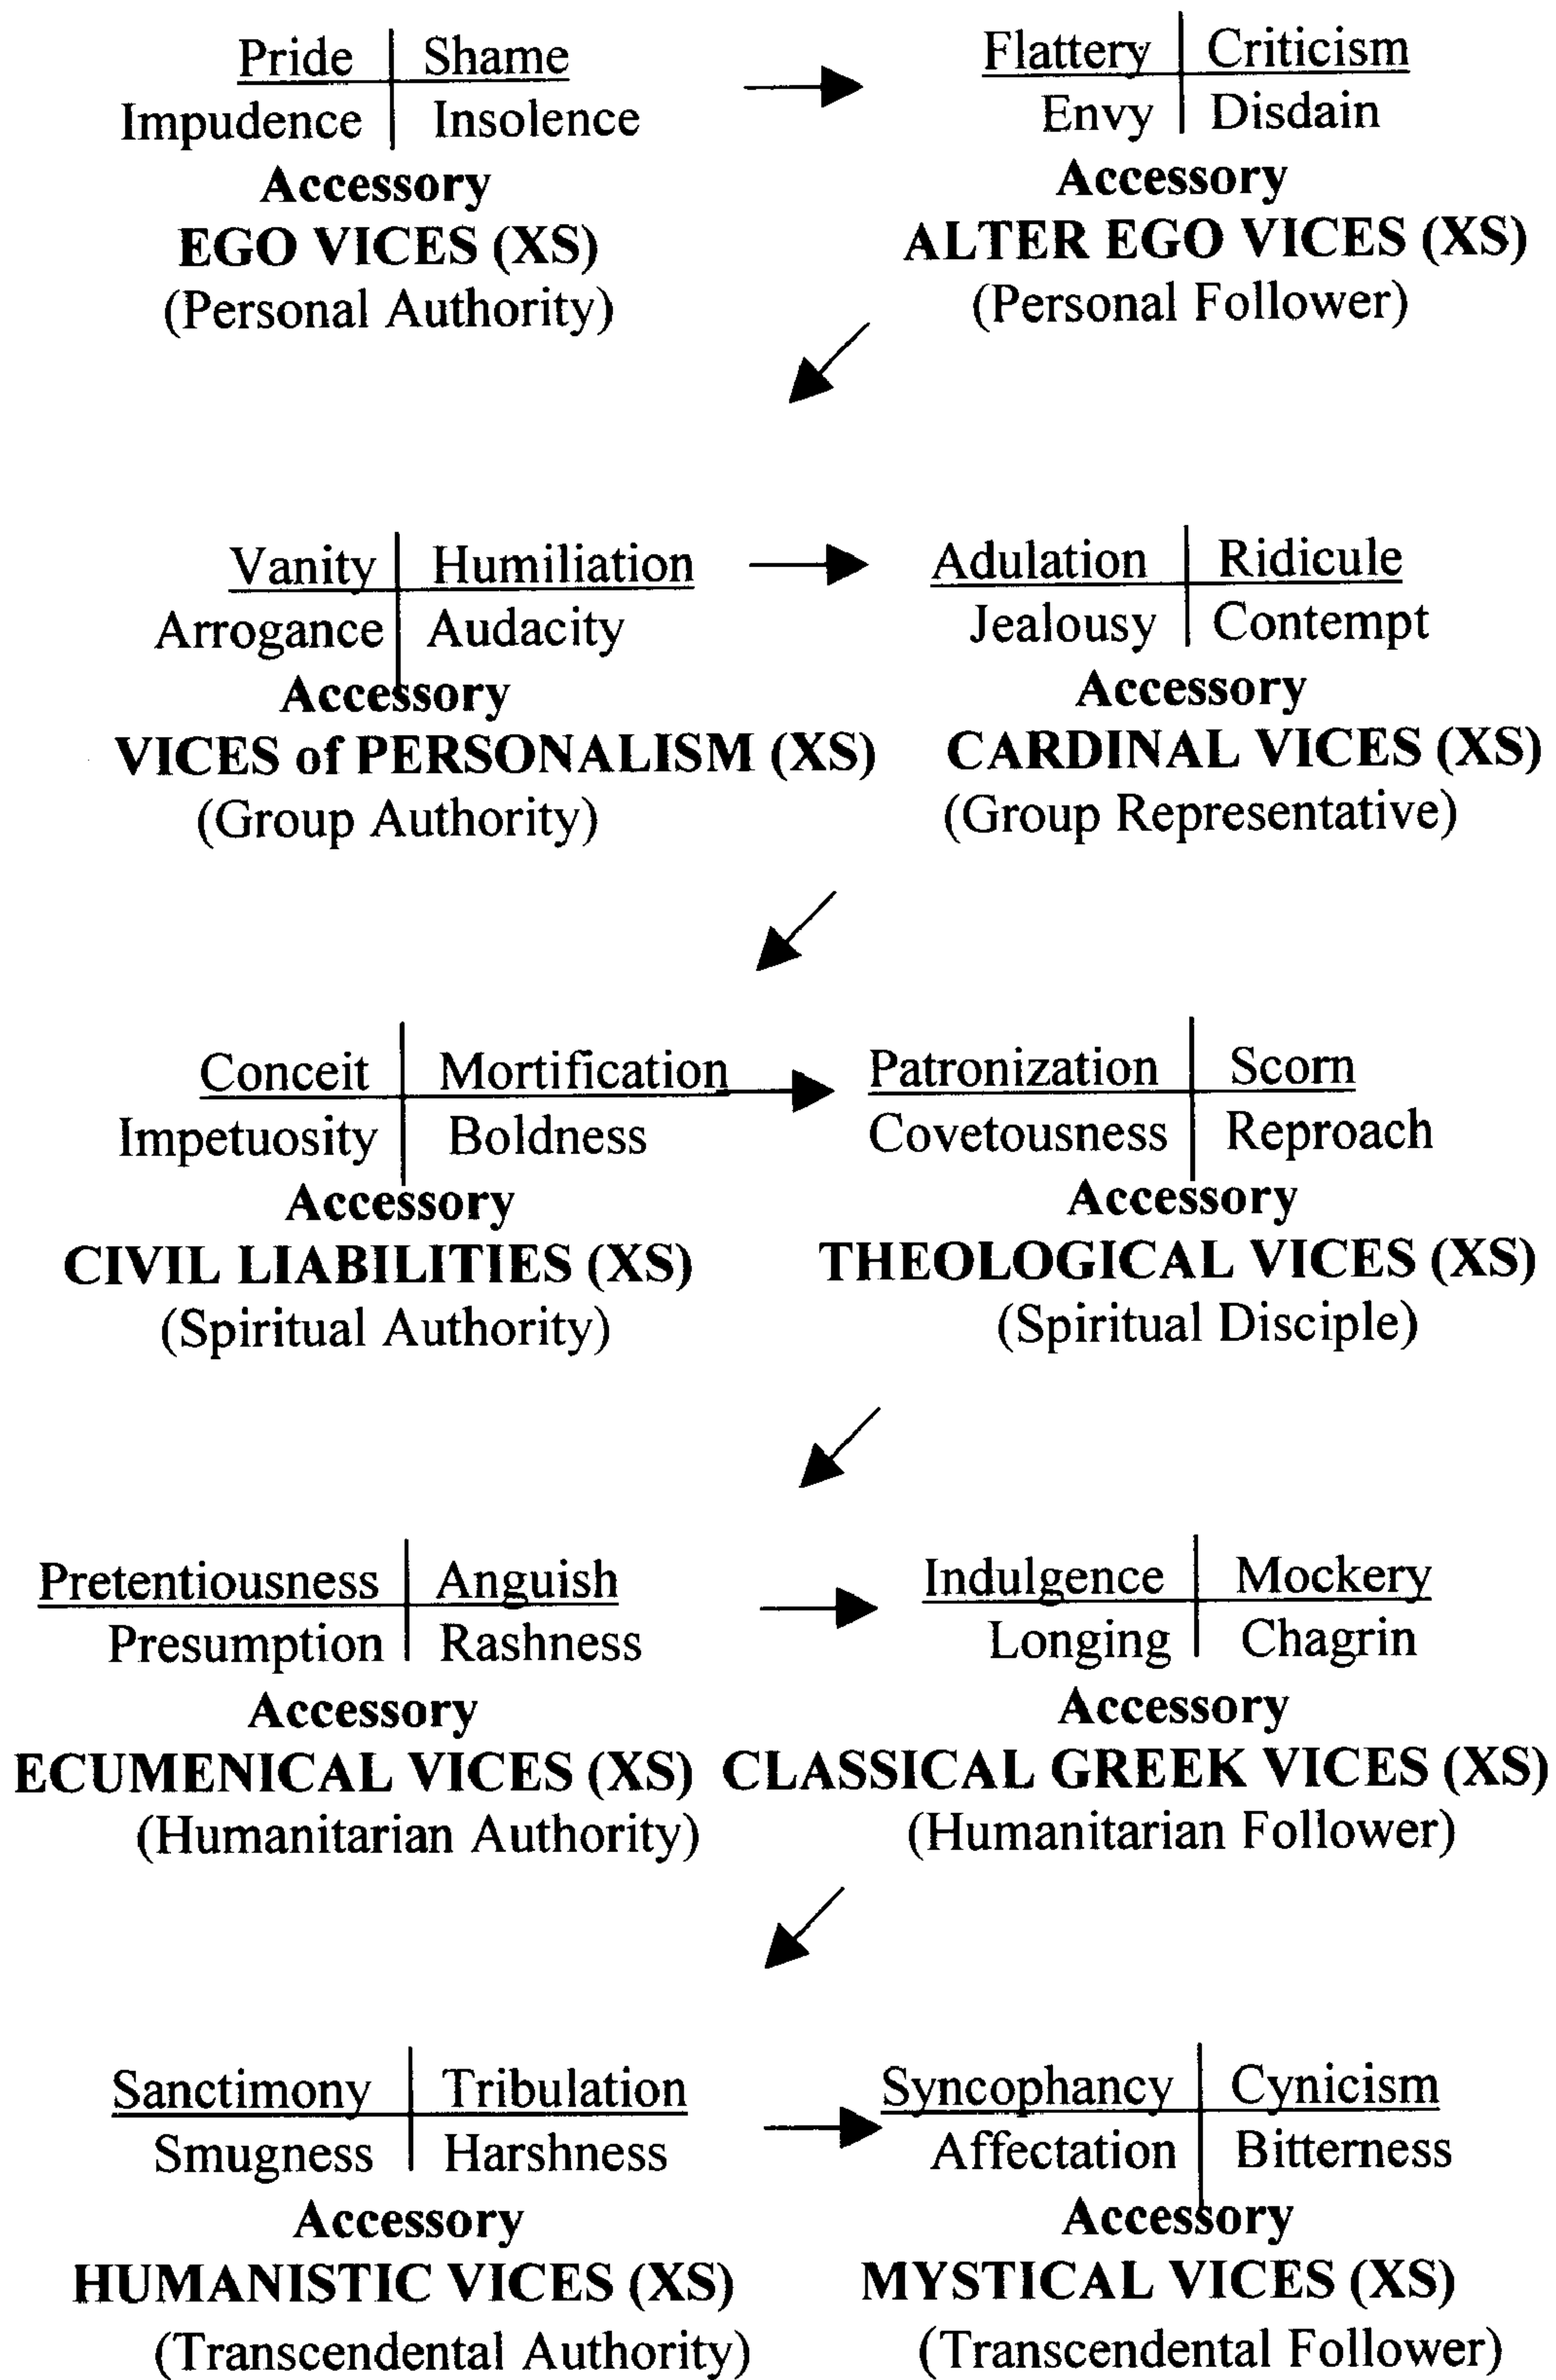 Pride Shame
Impudence Insolence
Accessory
EGO VICES (XS)
(Personal Authority)
Flattery Criticism
Envy Disdain
Accessory
ALTER EGO VICES (XS)
(Personal Follower)
Vanity Humiliation
Arrogance Audacity
Accessory
VICES of PERSONALISM (XS)
(Group Authority)
Adulation Ridicule
Jealousy Contempt
Accessory
CARDINAL VICES (XS)
(Group Representative)
Conceit Mortification
Impetuosity Boldness
Accessory
CIVIL LIABILITIES (XS)
(Spiritual Authority)
Patronization Scorn
Covetousness Reproach
Accessory
THEOLOGICAL VICES (XS)
(Spiritual Disciple)
Pretentiousness Anguish
Presumption Rashness
Accessory
ECUMENICAL VICES (XS)
(Humanitarian Authority)
Indulgence Mockery
Longing Chagrin
Accessory
CLASSICAL GREEK VICES (XS)
(Humanitarian Follower)
Sanctimony Tribulation
Smugness Harshness
Accessory
HUMANISTIC VICES (XS)
(Transcendental Authority)
Syncophancy Cynicism
Affectation Bitterness
Accessory
MYSTICAL VICES (XS)
(Transcendental Follower)